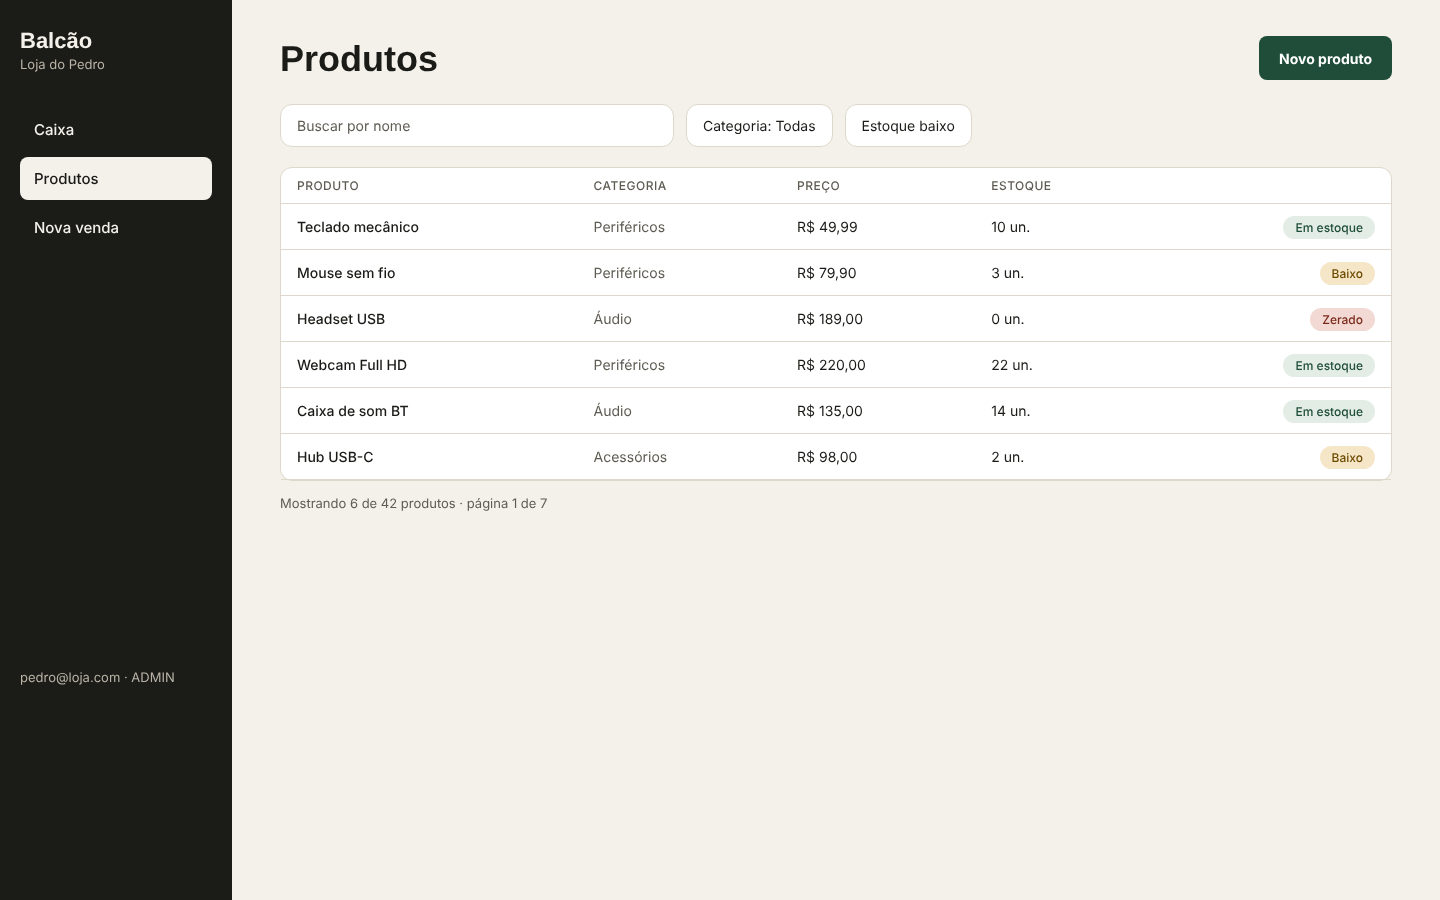 Balcão
Loja do Pedro
Caixa
Produtos
Nova venda
pedro@loja.com · ADMIN
Produtos
Novo produto
Buscar por nome
Categoria: Todas
Estoque baixo
PRODUTO CATEGORIA PREÇO ESTOQUE
Teclado mecânico Periféricos R$ 49,99 10 un. Em estoque
Mouse sem fio Periféricos R$ 79,90 3 un. Baixo
Headset USB Áudio R$ 189,00 0 un. Zerado
Webcam Full HD Periféricos R$ 220,00 22 un. Em estoque
Caixa de som BT Áudio R$ 135,00 14 un. Em estoque
Hub USB-C Acessórios R$ 98,00 2 un. Baixo
Mostrando 6 de 42 produtos · página 1 de 7